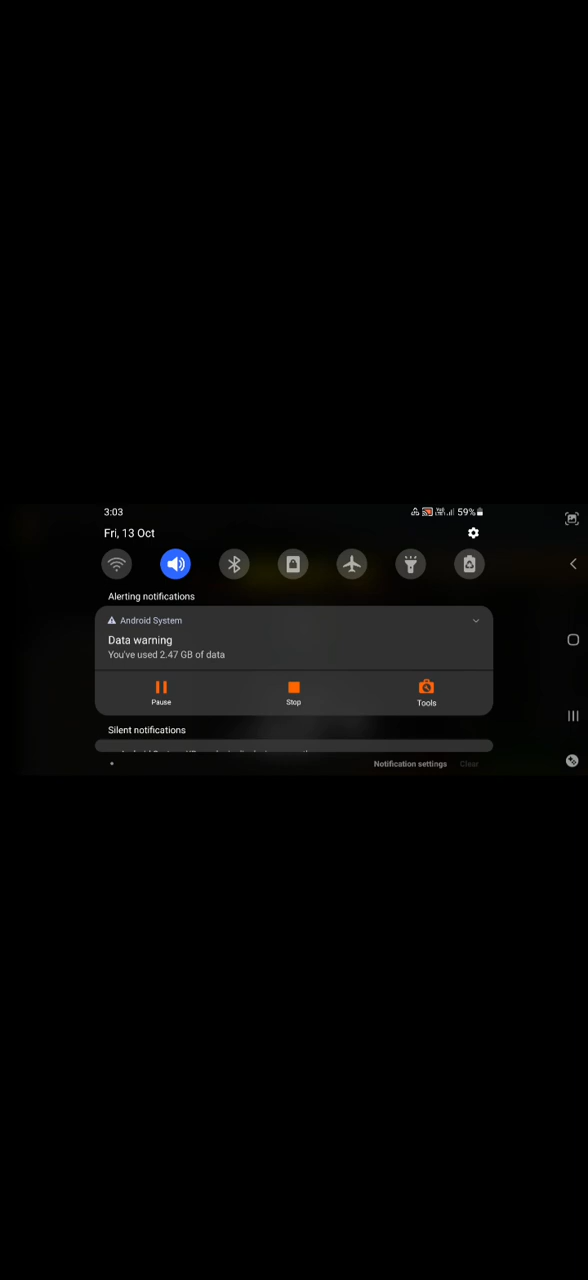 3:03
59%
Fri, 13 Oct
Alerting notifications
Android System
Data warning
You've used 2.47 GB of data
Pause
Stop
Tools
Silent notifications
Notification settings
Clear